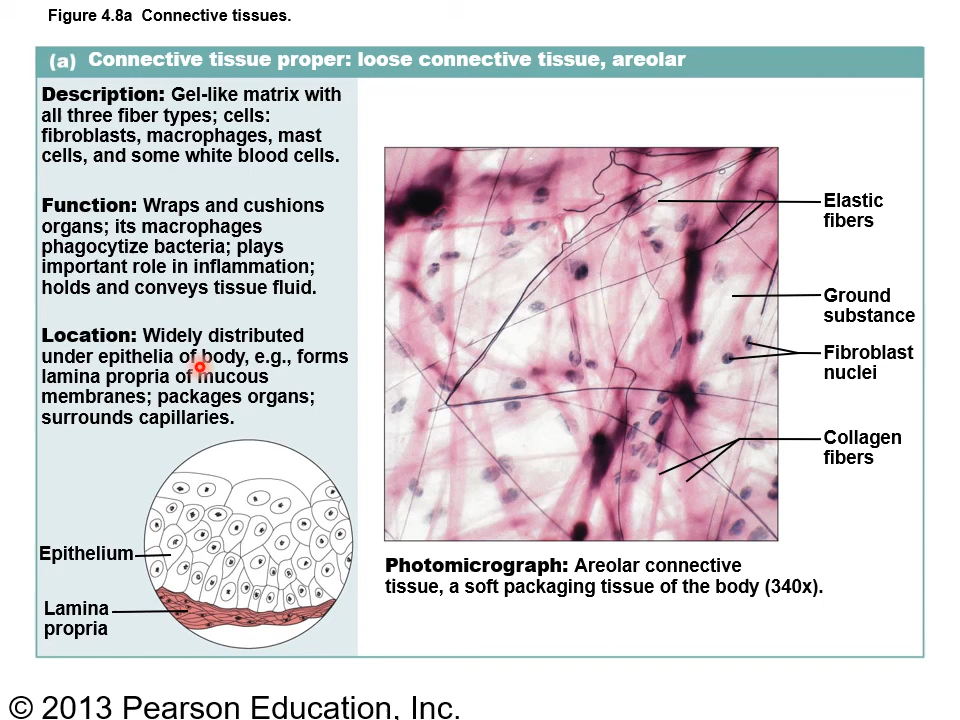 Figure 4.8a Connective tissues.
(a) Connective tissue proper: loose connective tissue, areolar
Description: Gel-like matrix with
all three fiber types; cells:
fibroblasts, macrophages, mast
cells, and some white blood cells.
Function: Wraps and cushions
organs; its macrophages
phagocytize bacteria; plays
important role in inflammation;
holds and conveys tissue fluid.
Location: Widely distributed
under epithelia of body, e.g., forms
lamina propria of mucous
membranes; packages organs;
surrounds capillaries.
Epithelium
Lamina
propria
Elastic
fibers
Ground
substance
Fibroblast
nuclei
Collagen
fibers
Photomicrograph: Areolar connective
tissue, a soft packaging tissue of the body (340x).
© 2013 Pearson Education, Inc.